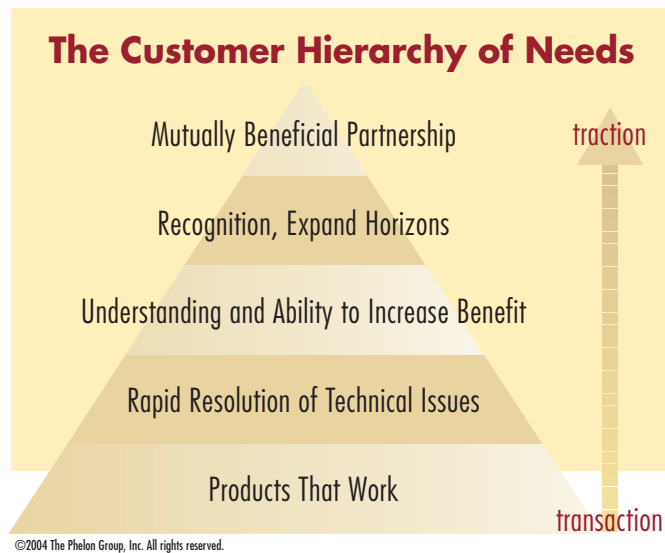 The Customer Hierarchy of Needs
Mutually Beneficial Partnership
traction
Recognition, Expand Horizons
Understanding and Ability to Increase Benefit
Rapid Resolution of Technical Issues
Products That Work
transaction
©2004 The Phelon Group, Inc. All rights reserved.